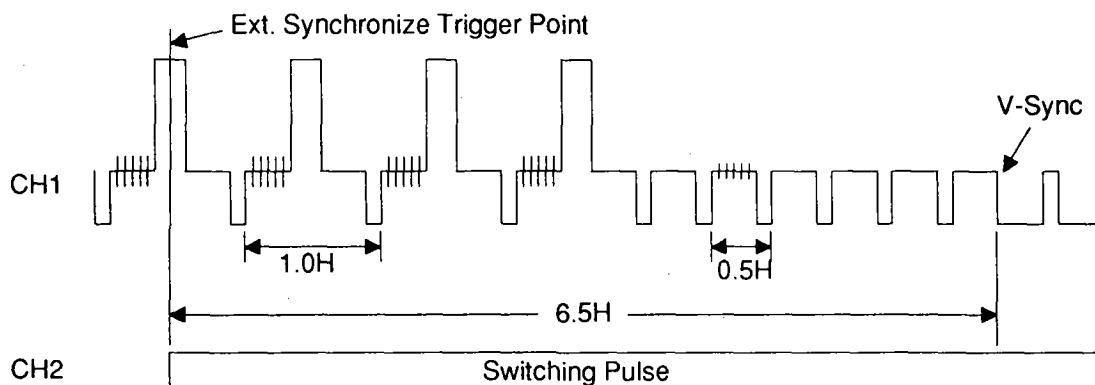 Ext. Synchronize Trigger Point
V-Sync
CH1
1.0H
0.5H
6.5H
CH2
Switching Pulse